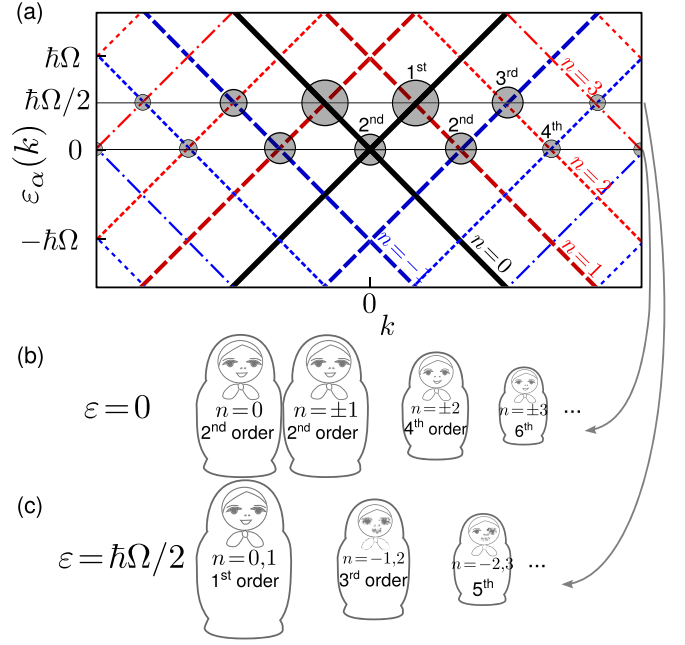 (a)
ħΩ
ħΩ/2
0
−ħΩ
εα(k)
1st
3rd
2nd
2nd
4th
n=3
n=2
n=1
n=0
n=−1
0
k
(b)
ε=0
n=0
2nd order
n=±1
2nd order
n=±2
4th order
n=±3
6th
...
(c)
ε=ħΩ/2
n=0,1
1st order
n=−1,2
3rd order
n=−2,3
5th
...